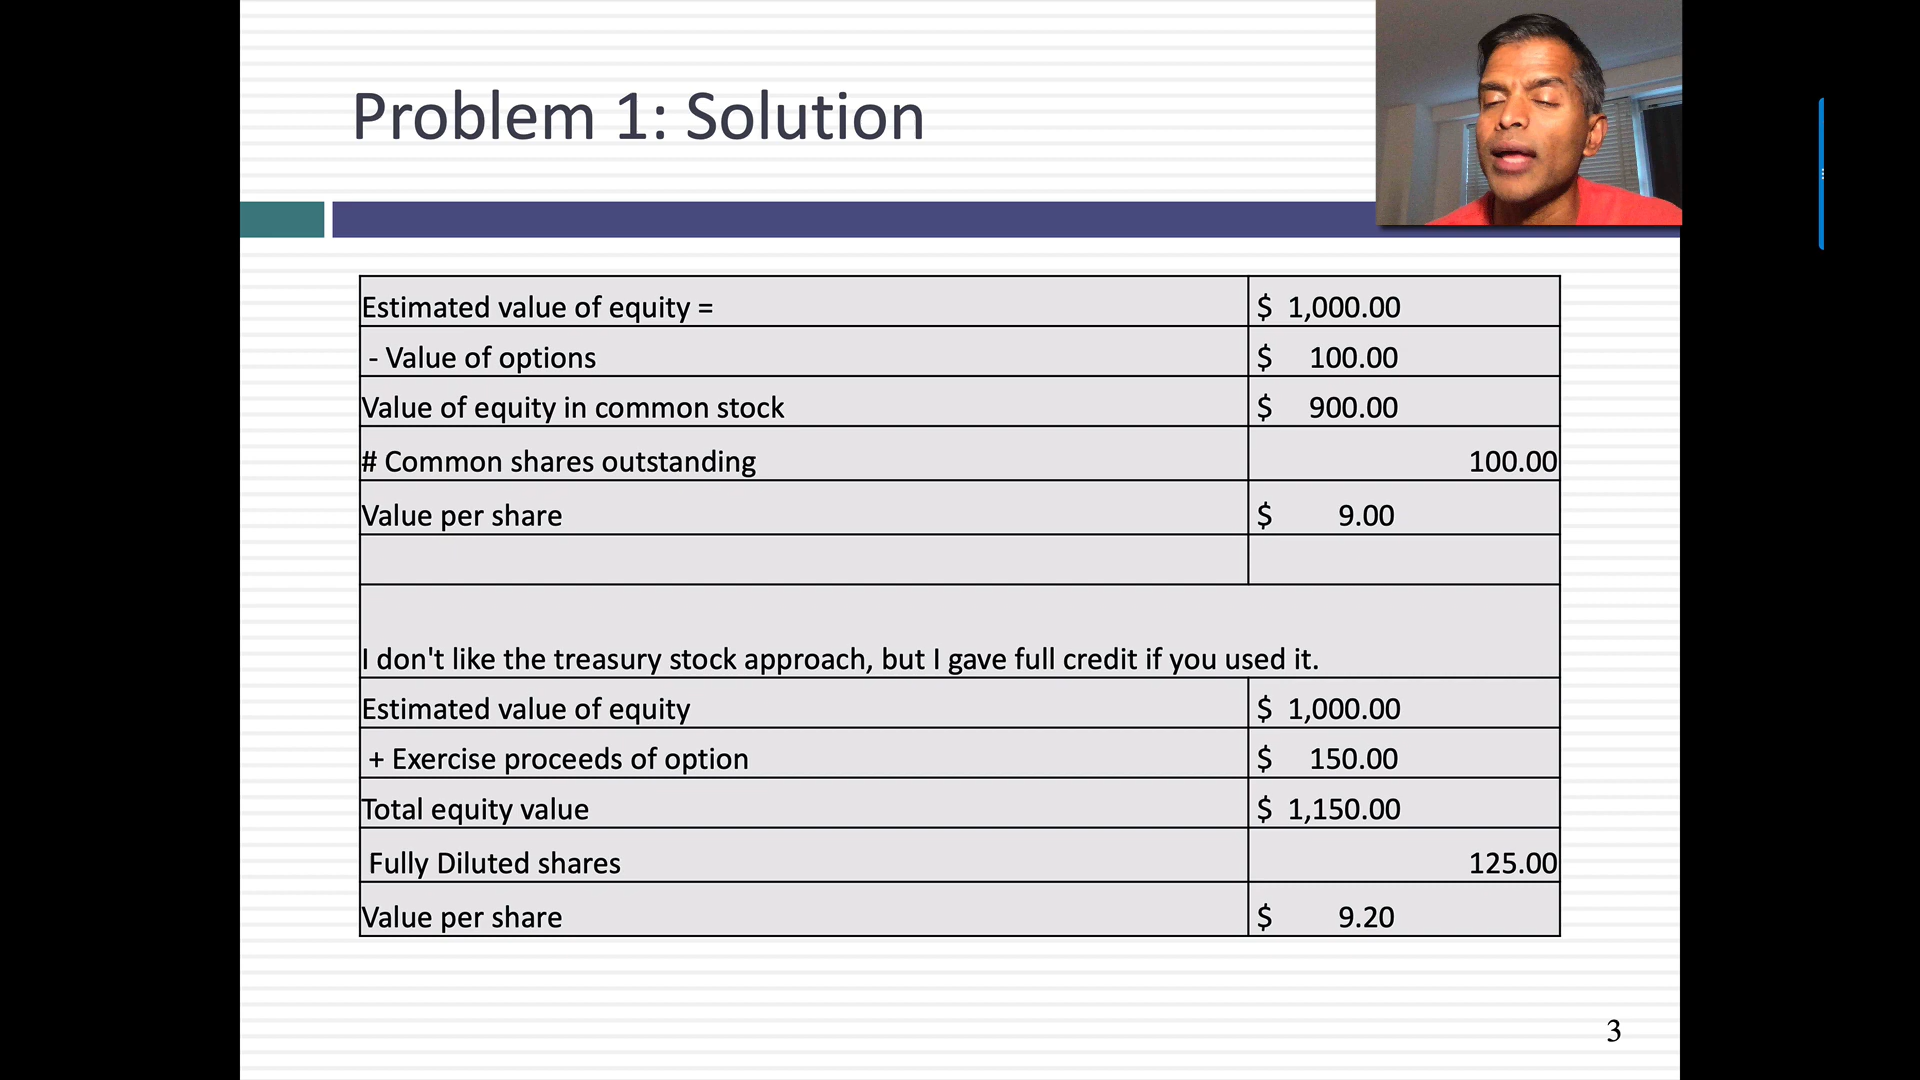 Problem 1: Solution
Estimated value of equity = $ 1,000.00
- Value of options $ 100.00
Value of equity in common stock $ 900.00
# Common shares outstanding 100.00
Value per share $ 9.00
I don't like the treasury stock approach, but I gave full credit if you used it.
Estimated value of equity $ 1,000.00
+ Exercise proceeds of option $ 150.00
Total equity value $ 1,150.00
Fully Diluted shares 125.00
Value per share $ 9.20
3